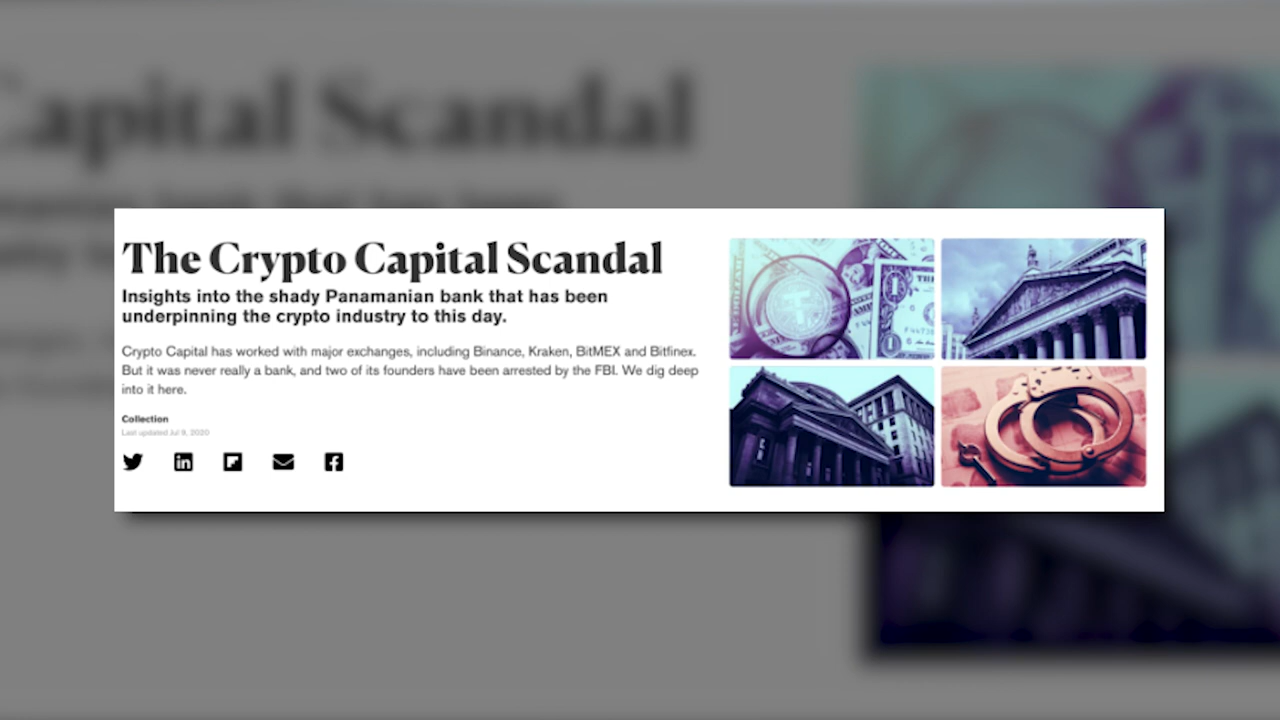 The Crypto Capital Scandal
Insights into the shady Panamanian bank that has been
underpinning the crypto industry to this day.
Crypto Capital has worked with major exchanges, including Binance, Kraken, BitMEX and Bitfinex.
But it was never really a bank, and two of its founders have been arrested by the FBI. We dig deep
into it here.
Collection
Last updated Jul 9, 2020
Capital Scandal